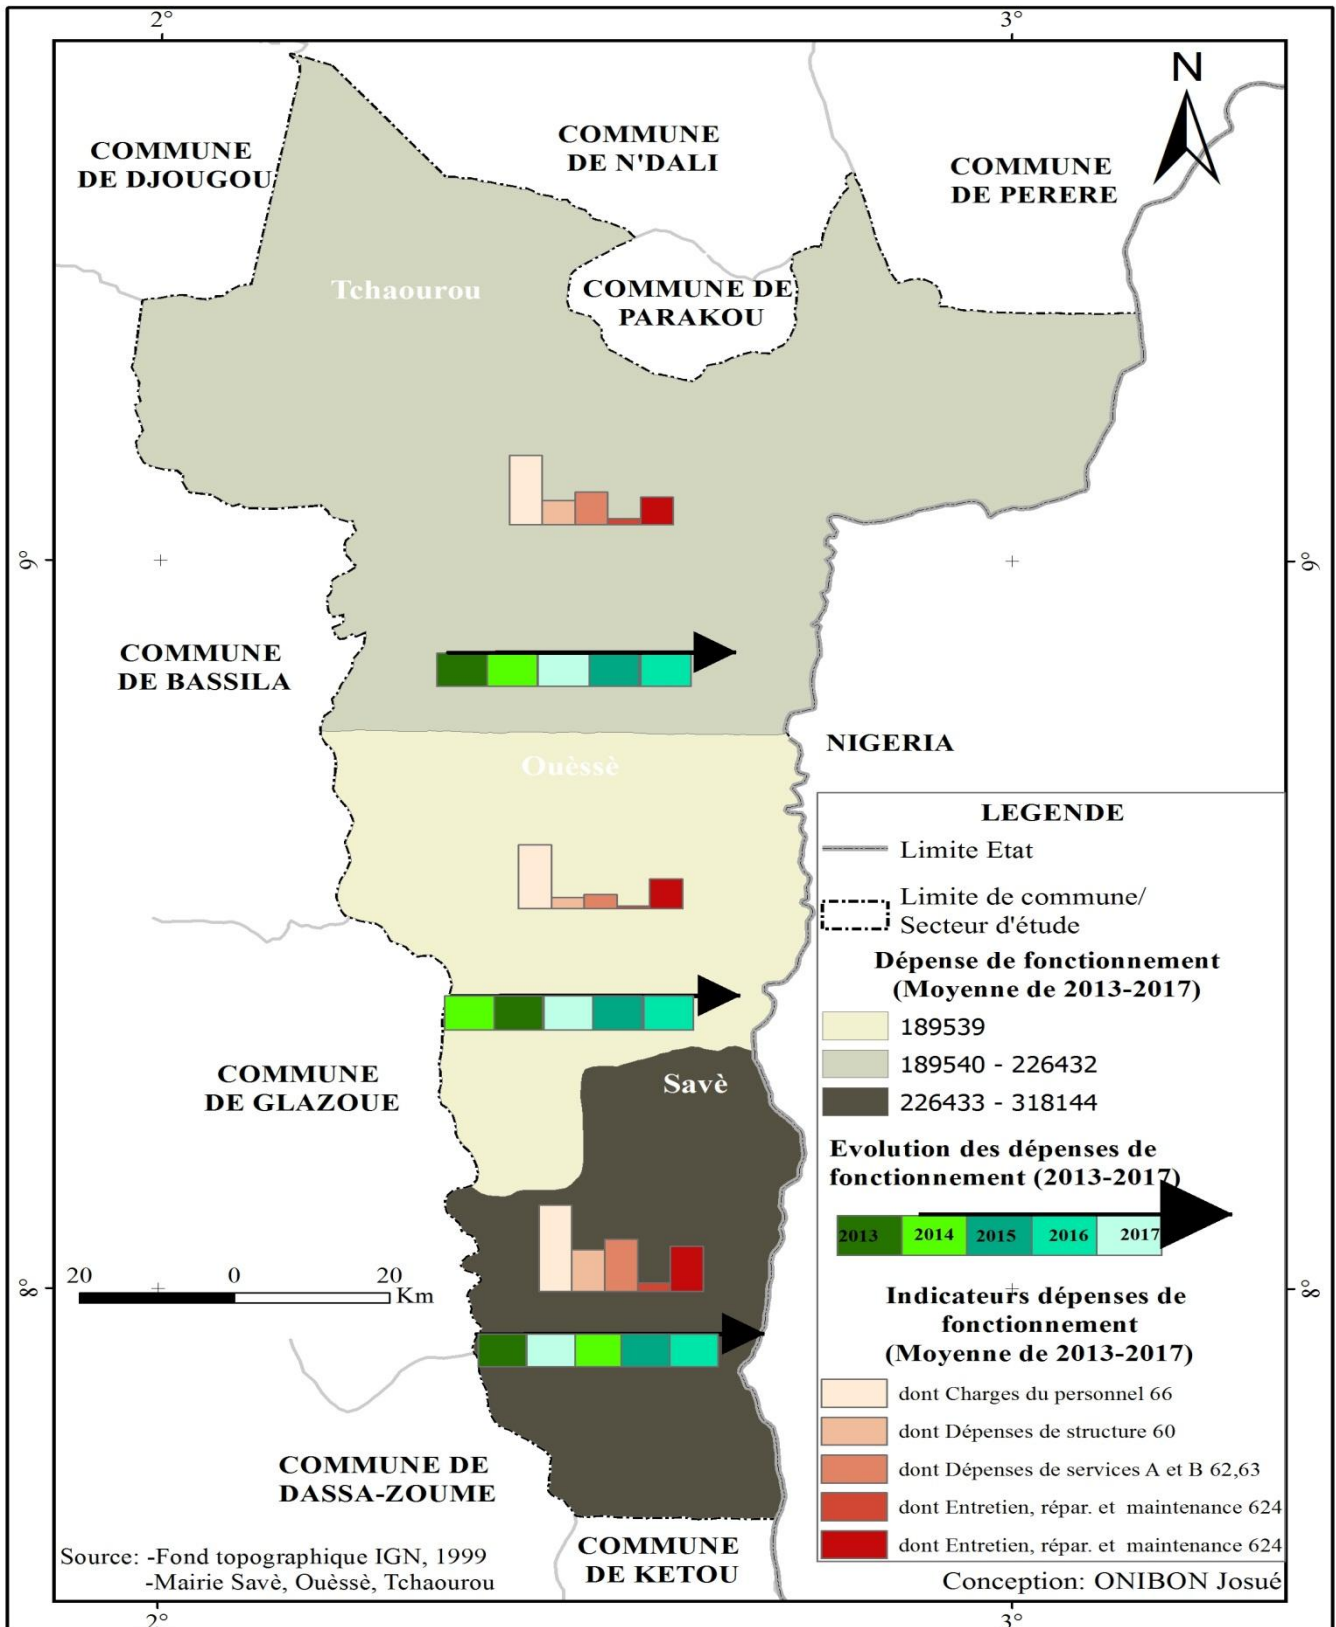 2°
3°
N
COMMUNE
DE DJOUGOU
COMMUNE
DE N'DALI
COMMUNE
DE PERERE
Tchaourou
COMMUNE DE
PARAKOU
9°
9°
COMMUNE
DE BASSILA
NIGERIA
Ouèssè
COMMUNE
DE GLAZOUE
Savè
20 0 20
Km
8°
8°
COMMUNE DE
DASSA-ZOUME
COMMUNE
DE KETOU
LEGENDE
Limite Etat
Limite de commune/
Secteur d'étude
Dépense de fonctionnement
(Moyenne de 2013-2017)
189539
189540 - 226432
226433 - 318144
Evolution des dépenses de
fonctionnement (2013-2017)
2013 2014 2015 2016 2017
Indicateurs dépenses de
fonctionnement
(Moyenne de 2013-2017)
dont Charges du personnel 66
dont Dépenses de structure 60
dont Dépenses de services A et B 62,63
dont Entretien, répar. et maintenance 624
dont Entretien, répar. et maintenance 624
Source: -Fond topographique IGN, 1999
-Mairie Savè, Ouèssè, Tchaourou
Conception: ONIBON Josué
2°
3°